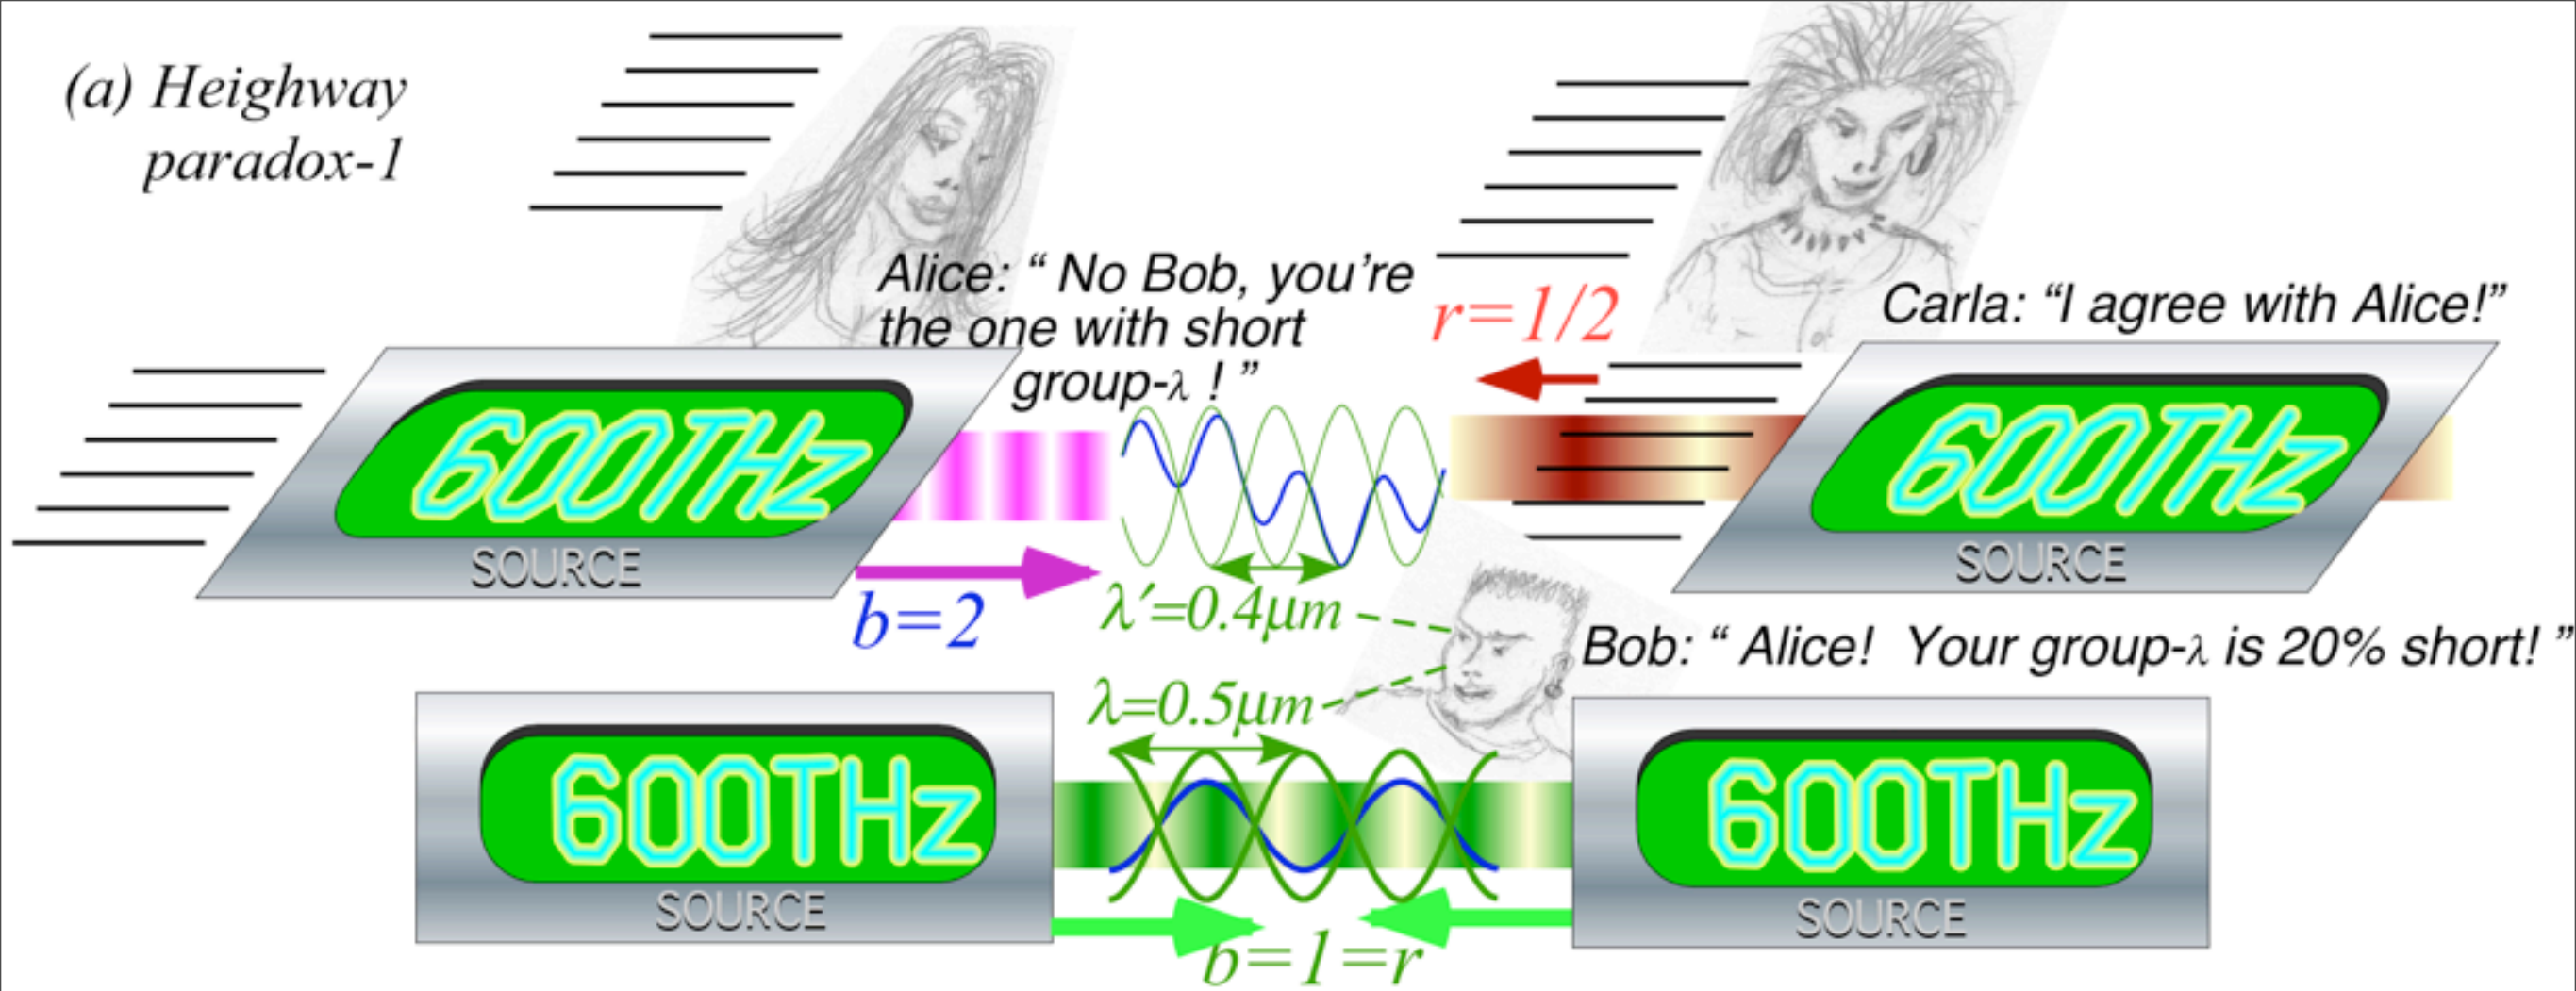 (a) Heighway
paradox-1
Alice: “ No Bob, you’re
the one with short
group-λ ! ”
r=1/2
Carla: “I agree with Alice!”
600THz
SOURCE
600THz
SOURCE
b=2
λ′=0.4μm
Bob: “ Alice!  Your group-λ is 20% short! ”
λ=0.5μm
600THz
SOURCE
600THz
SOURCE
b=1=r